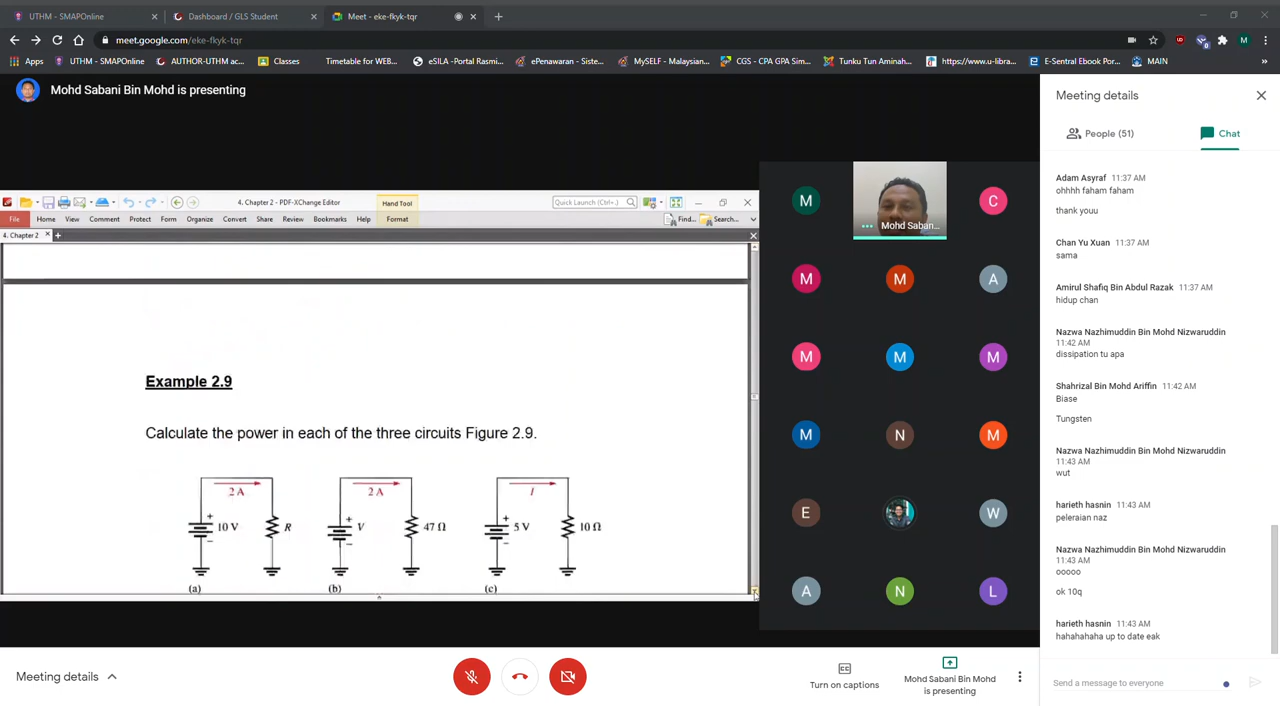 UTHM - SMAPOnline
Dashboard / GLS Student
Meet - eke-fkyk-tqr
meet.google.com/eke-fkyk-tqr
M
Apps
UTHM - SMAPOnline
AUTHOR-UTHM ac...
Classes
Timetable for WEB...
eSILA -Portal Rasmi...
ePenawaran - Siste...
MySELF - Malaysian...
CGS - CPA GPA Sim...
Tunku Tun Aminah...
https://www.u-libra...
E-Sentral Ebook Por...
MAIN
»
Mohd Sabani Bin Mohd is presenting
4. Chapter 2 - PDF-XChange Editor
Hand Tool
Quick Launch (Ctrl+.)
File
Home
View
Comment
Protect
Form
Organize
Convert
Share
Review
Bookmarks
Help
Format
Find...
Search...
4. Chapter 2
Example 2.9
Calculate the power in each of the three circuits Figure 2.9.
2 A
+
10 V
−
R
(a)
2 A
+
V
−
47 Ω
(b)
I
+
5 V
−
10 Ω
(c)
M
Mohd Saban...
C
M
M
A
M
M
M
M
N
M
E
W
A
N
L
Meeting details
People (51)
Chat
Adam Asyraf 11:37 AM
ohhhh faham faham
thank youu
Chan Yu Xuan 11:37 AM
sama
Amirul Shafiq Bin Abdul Razak 11:37 AM
hidup chan
Nazwa Nazhimuddin Bin Mohd Nizwaruddin
11:42 AM
dissipation tu apa
Shahrizal Bin Mohd Ariffin 11:42 AM
Biase
Tungsten
Nazwa Nazhimuddin Bin Mohd Nizwaruddin
11:43 AM
wut
harieth hasnin 11:43 AM
peleraian naz
Nazwa Nazhimuddin Bin Mohd Nizwaruddin
11:43 AM
ooooo
ok 10q
harieth hasnin 11:43 AM
hahahahaha up to date eak
Send a message to everyone
Meeting details
CC
Turn on captions
Mohd Sabani Bin Mohd
is presenting